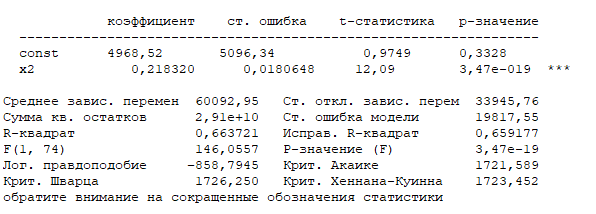 коэффициент ст. ошибка t-статистика p-значение
---------------------------------------------------------------
const 4968,52 5096,34 0,9749 0,3328
x2 0,218320 0,0180648 12,09 3,47e-019 ***
Среднее завис. перемен 60092,95 Ст. откл. завис. перем 33945,76
Сумма кв. остатков 2,91e+10 Ст. ошибка модели 19817,55
R-квадрат 0,663721 Исправ. R-квадрат 0,659177
F(1, 74) 146,0557 Р-значение (F) 3,47e-19
Лог. правдоподобие -858,7945 Крит. Акаике 1721,589
Крит. Шварца 1726,250 Крит. Хеннана-Куинна 1723,452
обратите внимание на сокращенные обозначения статистики